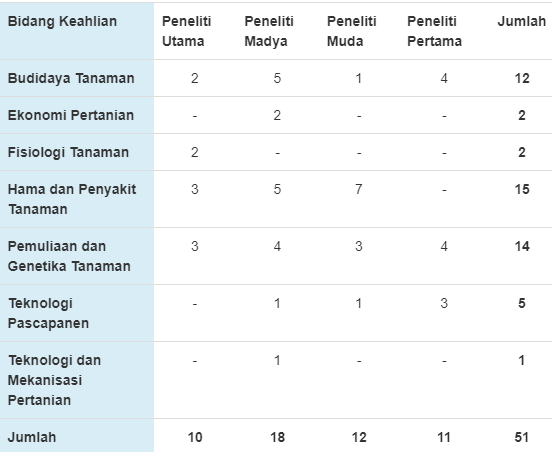 Bidang Keahlian Peneliti Utama Peneliti Madya Peneliti Muda Peneliti Pertama Jumlah
Budidaya Tanaman 2 5 1 4 12
Ekonomi Pertanian - 2 - - 2
Fisiologi Tanaman 2 - - - 2
Hama dan Penyakit Tanaman 3 5 7 - 15
Pemuliaan dan Genetika Tanaman 3 4 3 4 14
Teknologi Pascapanen - 1 1 3 5
Teknologi dan Mekanisasi Pertanian - 1 - - 1
Jumlah 10 18 12 11 51